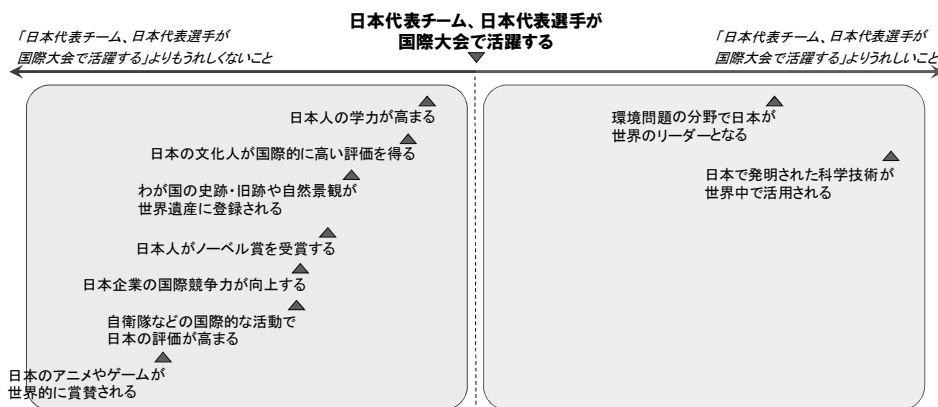 日本代表チーム、日本代表選手が
国際大会で活躍する
「日本代表チーム、日本代表選手が
国際大会で活躍する」よりもうれしくないこと
「日本代表チーム、日本代表選手が
国際大会で活躍する」よりうれしいこと
日本人の学力が高まる
日本の文化人が国際的に高い評価を得る
わが国の史跡・旧跡や自然景観が
世界遺産に登録される
日本人がノーベル賞を受賞する
日本企業の国際競争力が向上する
自衛隊などの国際的な活動で
日本の評価が高まる
日本のアニメやゲームが
世界的に賞賛される
環境問題の分野で日本が
世界のリーダーとなる
日本で発明された科学技術が
世界中で活用される